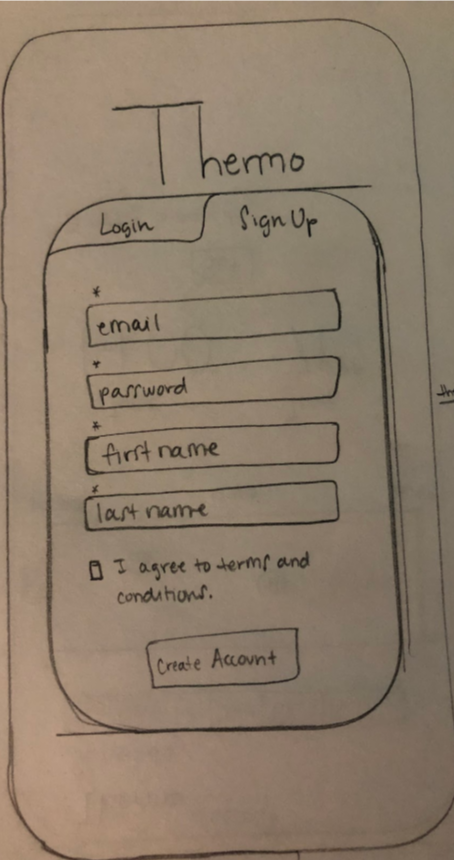 Thermo
Login
Sign Up
*
email
*
password
*
first name
*
last name
I agree to terms and
conditions.
Create Account